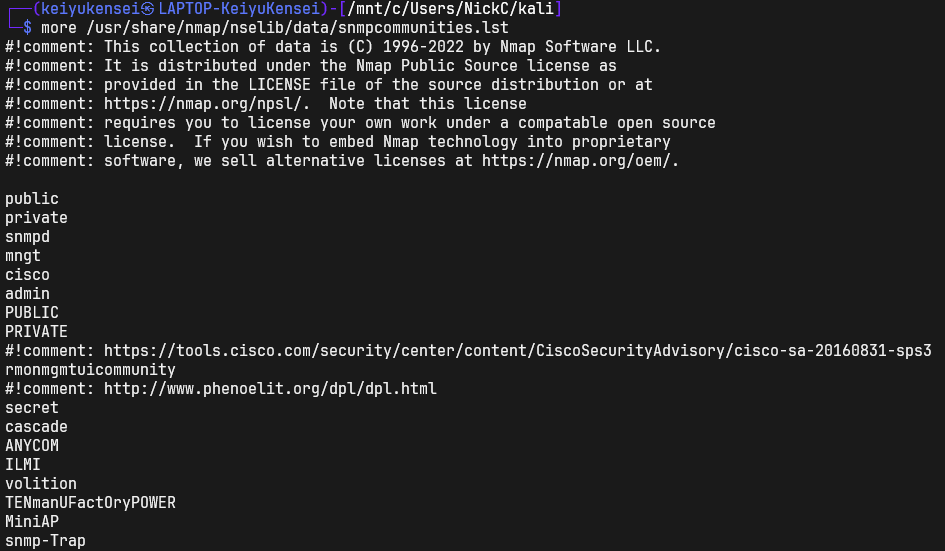 ┌──(keiyukensei㉿LAPTOP-KeiyuKensei)-[/mnt/c/Users/NickC/kali]
└─$ more /usr/share/nmap/nselib/data/snmpcommunities.lst
#!comment: This collection of data is (C) 1996-2022 by Nmap Software LLC.
#!comment: It is distributed under the Nmap Public Source license as
#!comment: provided in the LICENSE file of the source distribution or at
#!comment: https://nmap.org/npsl/.  Note that this license
#!comment: requires you to license your own work under a compatable open source
#!comment: license.  If you wish to embed Nmap technology into proprietary
#!comment: software, we sell alternative licenses at https://nmap.org/oem/.
public
private
snmpd
mngt
cisco
admin
PUBLIC
PRIVATE
#!comment: https://tools.cisco.com/security/center/content/CiscoSecurityAdvisory/cisco-sa-20160831-sps3
rmonmgmtuicommunity
#!comment: http://www.phenoelit.org/dpl/dpl.html
secret
cascade
ANYCOM
ILMI
volition
TENmanUFactOryPOWER
MiniAP
snmp-Trap